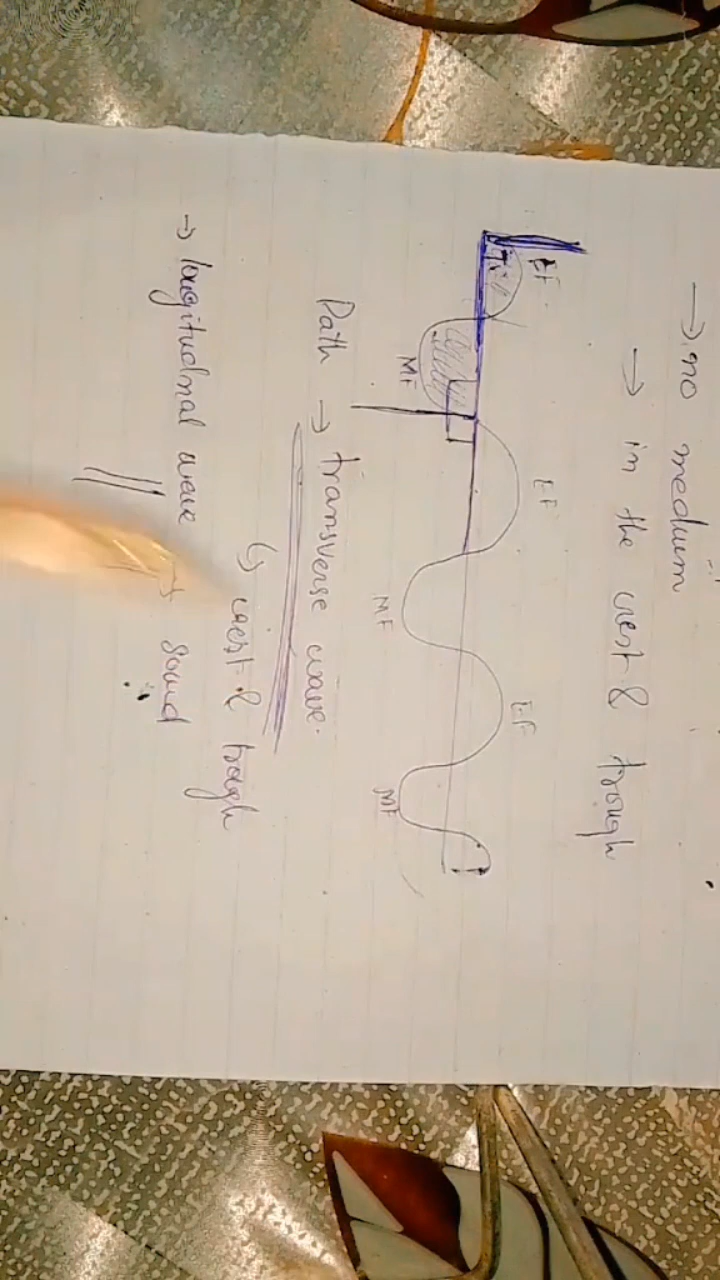 → no medium
→ in the crest & trough
EF EF EF
MF MF MF
Path → transverse wave.
↳ crest & trough
→ longitudnal wave → sound